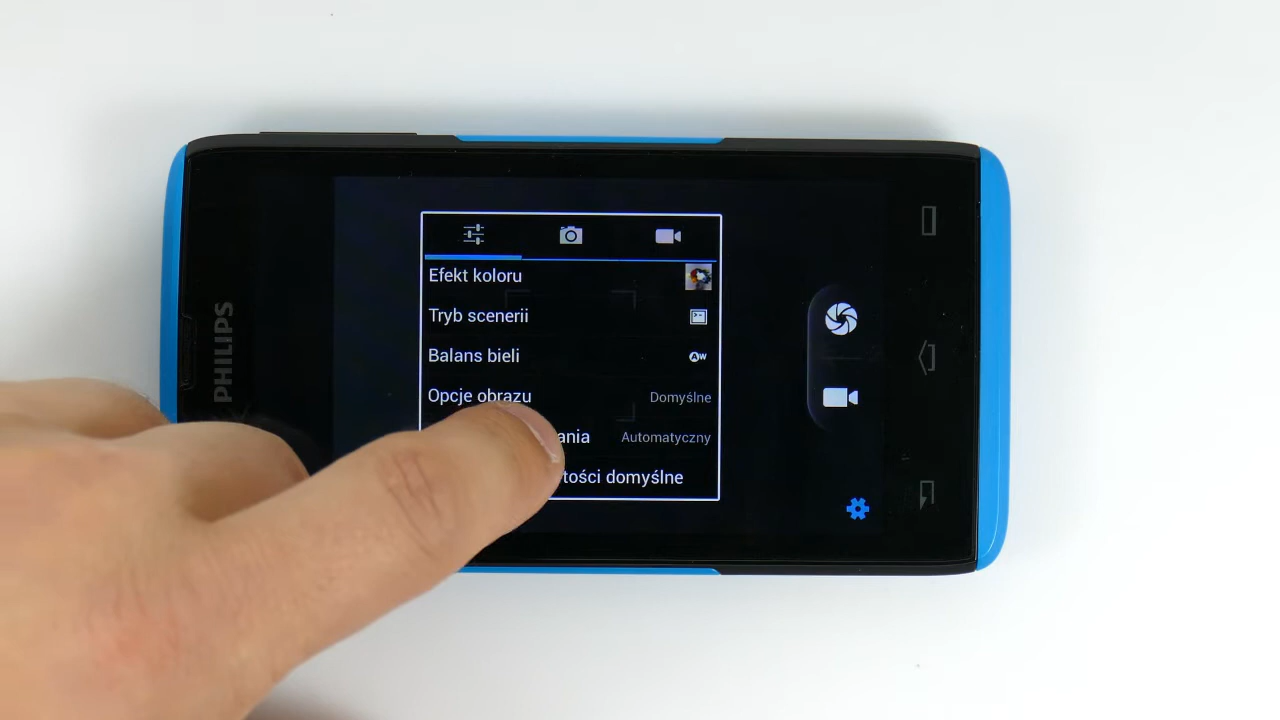 PHILIPS
Efekt koloru
Tryb scenerii
Balans bieli
Opcje obrazu Domyślne
Automatyczny
domyślne